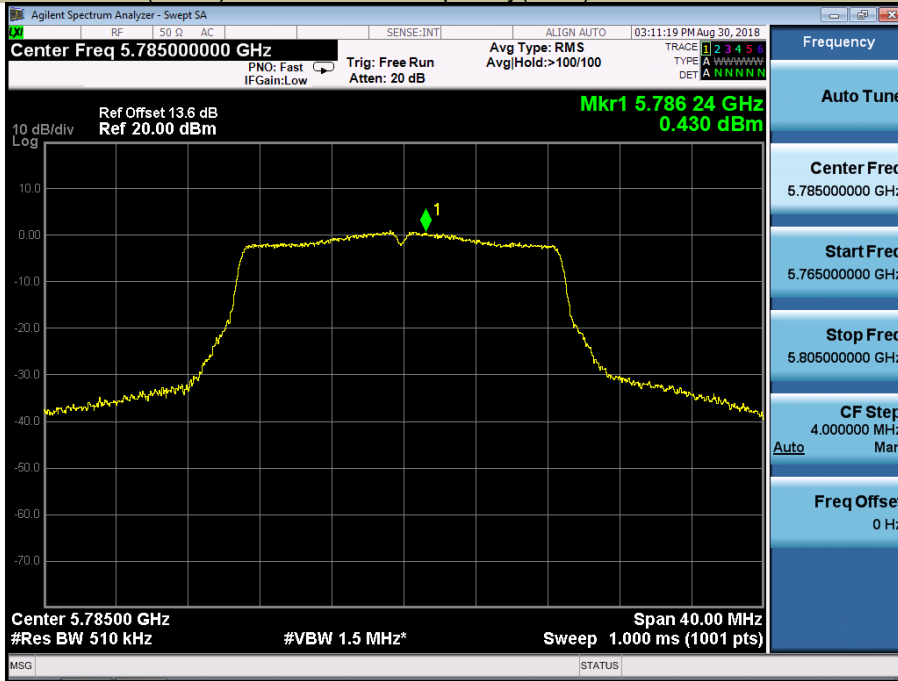 Agilent Spectrum Analyzer - Swept SA
LXI RF 50 Ω AC SENSE:INT ALIGN AUTO 03:11:19 PM Aug 30, 2018
Center Freq 5.785000000 GHz
PNO: Fast
IFGain:Low
Trig: Free Run
Atten: 20 dB
Avg Type: RMS
Avg|Hold:>100/100
TRACE 1 2 3 4 5 6
TYPE A WWWWW
DET A N N N N N
Mkr1 5.786 24 GHz
0.430 dBm
Ref Offset 13.6 dB
10 dB/div Ref 20.00 dBm
Log
10.0
0.00
-10.0
-20.0
-30.0
-40.0
-50.0
-60.0
-70.0
1
Center 5.78500 GHz Span 40.00 MHz
#Res BW 510 kHz #VBW 1.5 MHz* Sweep 1.000 ms (1001 pts)
MSG STATUS
Frequency
Auto Tune
Center Freq
5.785000000 GHz
Start Freq
5.765000000 GHz
Stop Freq
5.805000000 GHz
CF Step
4.000000 MHz
Auto Man
Freq Offset
0 Hz